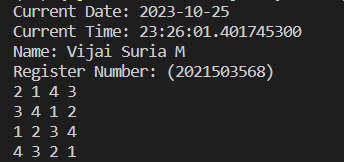 Current Date: 2023-10-25
Current Time: 23:26:01.401745300
Name: Vijai Suria M
Register Number: (2021503568)
2 1 4 3
3 4 1 2
1 2 3 4
4 3 2 1